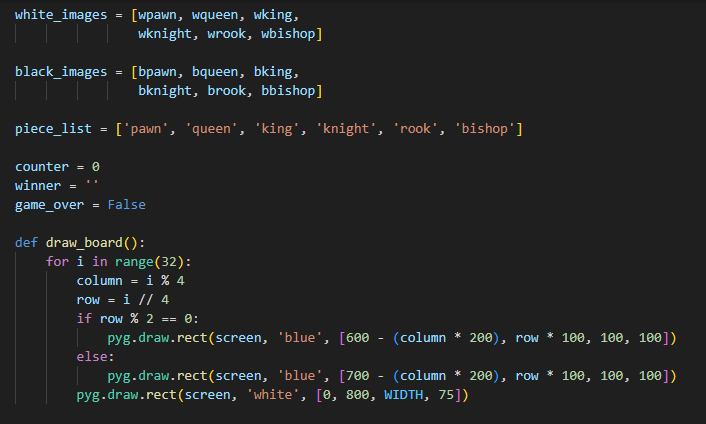 white_images = [wpawn, wqueen, wking,
                wknight, wrook, wbishop]

black_images = [bpawn, bqueen, bking,
                bknight, brook, bbishop]

piece_list = ['pawn', 'queen', 'king', 'knight', 'rook', 'bishop']

counter = 0
winner = ''
game_over = False

def draw_board():
    for i in range(32):
        column = i % 4
        row = i // 4
        if row % 2 == 0:
            pyg.draw.rect(screen, 'blue', [600 - (column * 200), row * 100, 100, 100])
        else:
            pyg.draw.rect(screen, 'blue', [700 - (column * 200), row * 100, 100, 100])
        pyg.draw.rect(screen, 'white', [0, 800, WIDTH, 75])